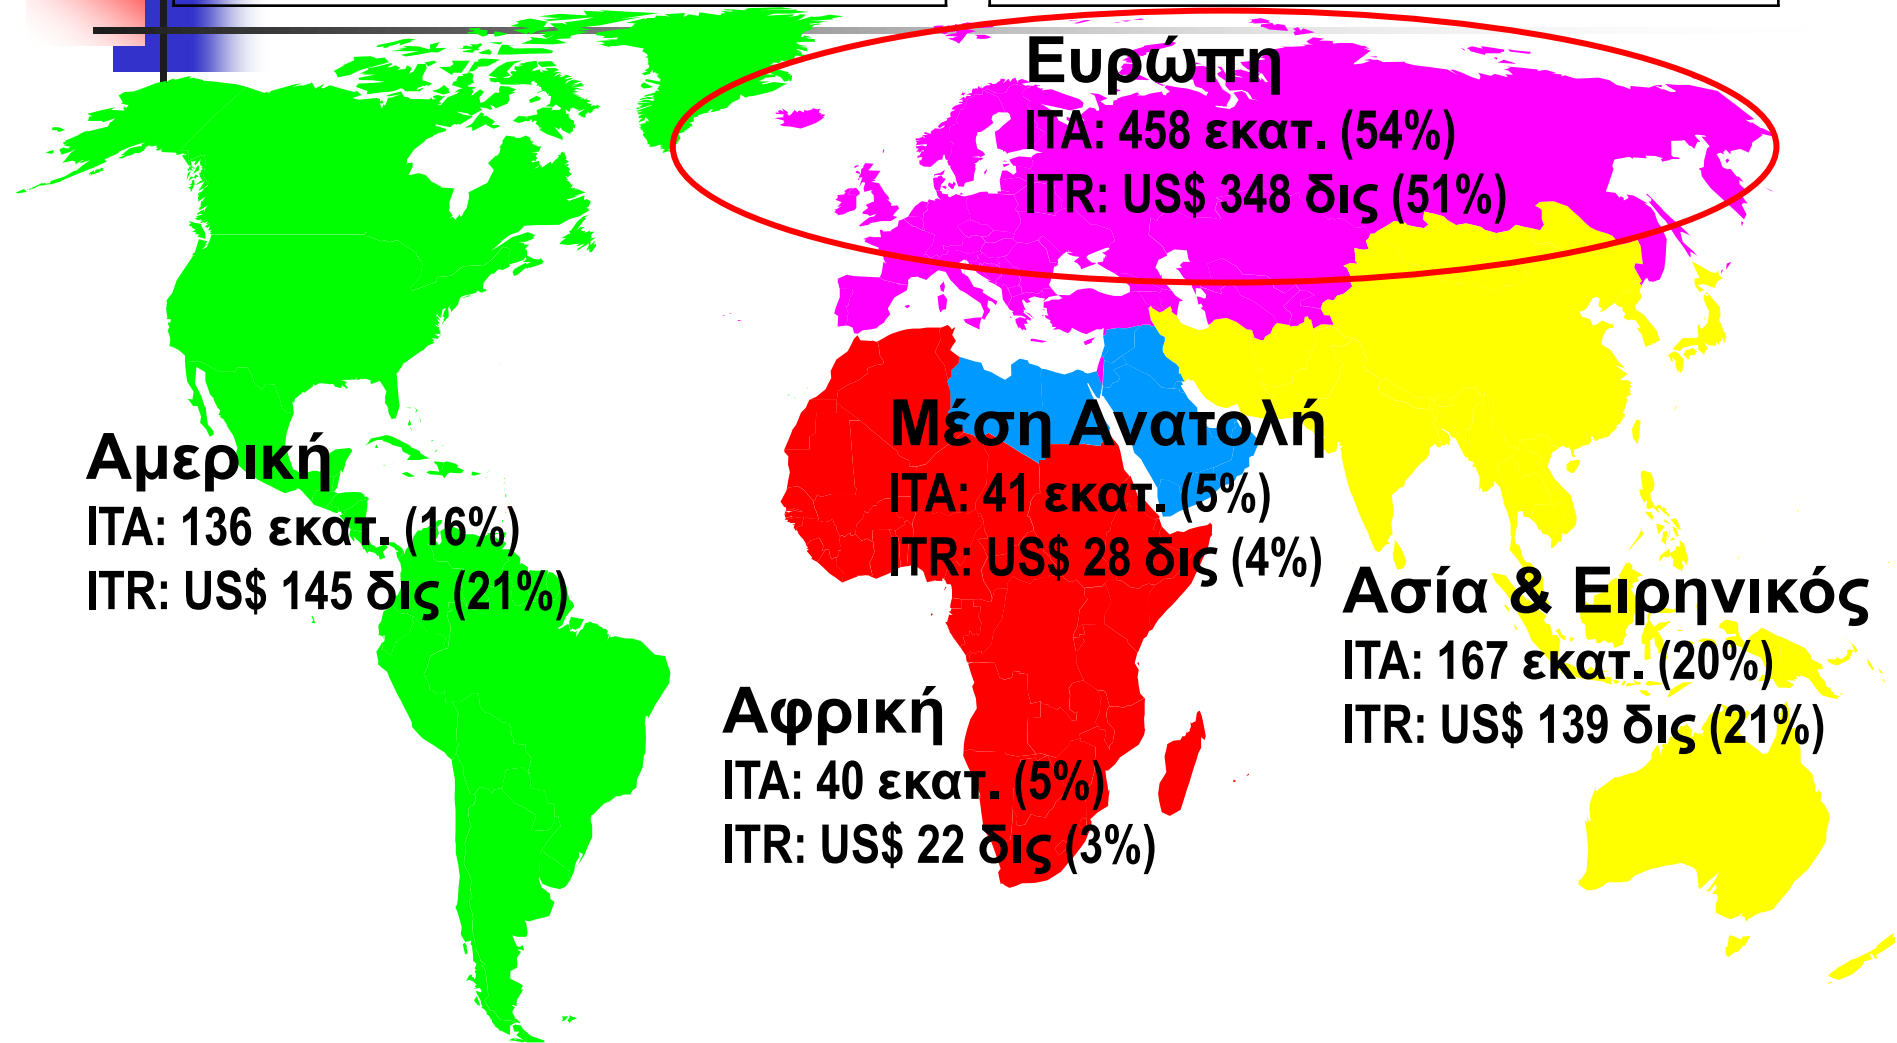 Ευρώπη
ITA: 458 εκατ. (54%)
ITR: US$ 348 δις (51%)
Μέση Ανατολή
ITA: 41 εκατ. (5%)
ITR: US$ 28 δις (4%)
Αμερική
ITA: 136 εκατ. (16%)
ITR: US$ 145 δις (21%)
Ασία & Ειρηνικός
ITA: 167 εκατ. (20%)
ITR: US$ 139 δις (21%)
Αφρική
ITA: 40 εκατ. (5%)
ITR: US$ 22 δις (3%)